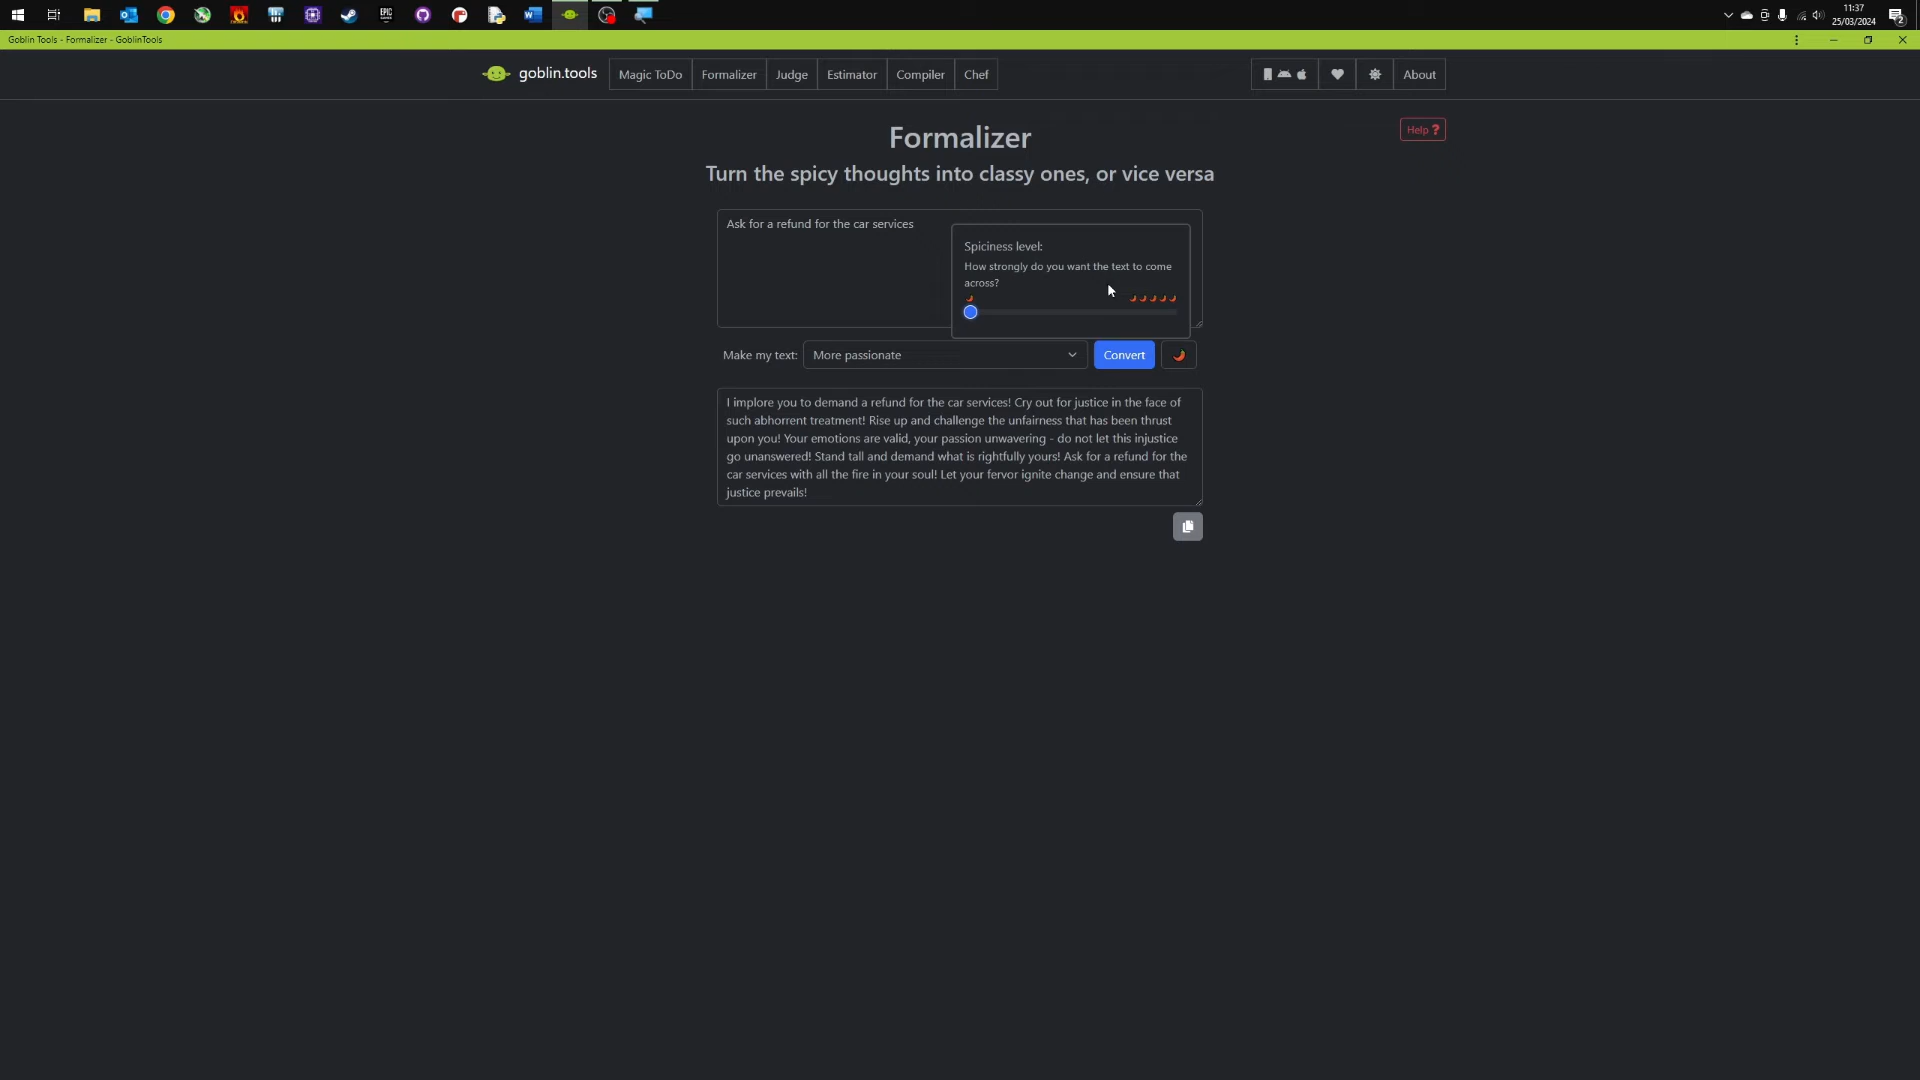 11:37
25/03/2024
2
Goblin Tools - Formalizer - GoblinTools
goblin.tools
Magic ToDo
Formalizer
Judge
Estimator
Compiler
Chef
About
Formalizer
Help ?
Turn the spicy thoughts into classy ones, or vice versa
Ask for a refund for the car services
Spiciness level:
How strongly do you want the text to come
across?
Make my text:
More passionate
Convert
I implore you to demand a refund for the car services! Cry out for justice in the face of
such abhorrent treatment! Rise up and challenge the unfairness that has been thrust
upon you! Your emotions are valid, your passion unwavering - do not let this injustice
go unanswered! Stand tall and demand what is rightfully yours! Ask for a refund for the
car services with all the fire in your soul! Let your fervor ignite change and ensure that
justice prevails!